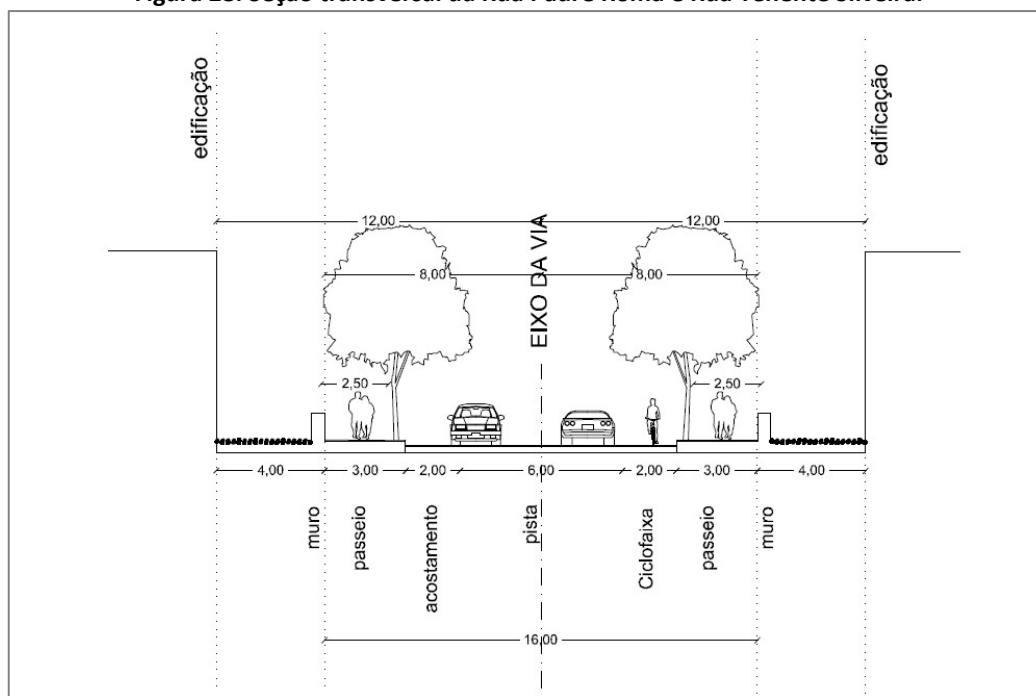 Figura seção transversal da Rua Padre Roma e Rua Tenente Silveira.
edificação
edificação
12,00 12,00
EIXO DA VIA
8,00 8,00
2,50 2,50
4,00 3,00 2,00 6,00 2,00 3,00 4,00
muro
passeio
acostamento
pista
Ciclofaixa
passeio
muro
16,00